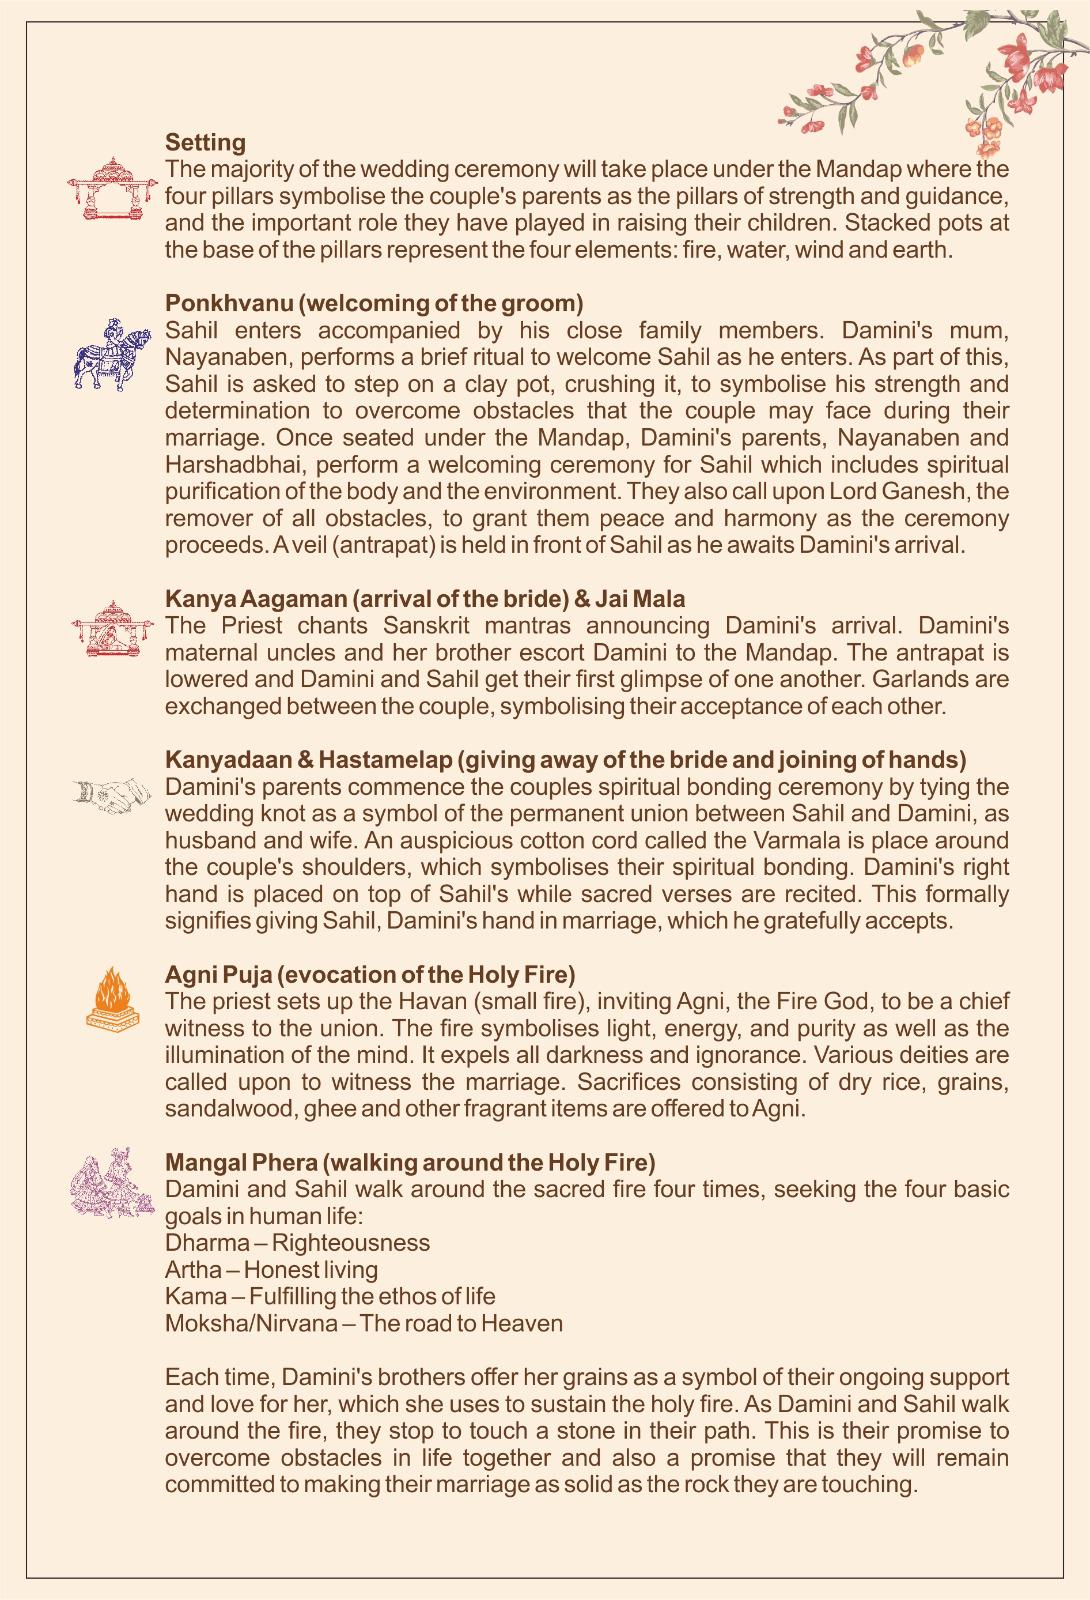 Setting
The majority of the wedding ceremony will take place under the Mandap where the
four pillars symbolise the couple's parents as the pillars of strength and guidance,
and the important role they have played in raising their children. Stacked pots at
the base of the pillars represent the four elements: fire, water, wind and earth.
Ponkhvanu (welcoming of the groom)
Sahil enters accompanied by his close family members. Damini's mum,
Nayanaben, performs a brief ritual to welcome Sahil as he enters. As part of this,
Sahil is asked to step on a clay pot, crushing it, to symbolise his strength and
determination to overcome obstacles that the couple may face during their
marriage. Once seated under the Mandap, Damini's parents, Nayanaben and
Harshadbhai, perform a welcoming ceremony for Sahil which includes spiritual
purification of the body and the environment. They also call upon Lord Ganesh, the
remover of all obstacles, to grant them peace and harmony as the ceremony
proceeds. A veil (antrapat) is held in front of Sahil as he awaits Damini's arrival.
Kanya Aagaman (arrival of the bride) & Jai Mala
The Priest chants Sanskrit mantras announcing Damini's arrival. Damini's
maternal uncles and her brother escort Damini to the Mandap. The antrapat is
lowered and Damini and Sahil get their first glimpse of one another. Garlands are
exchanged between the couple, symbolising their acceptance of each other.
Kanyadaan & Hastamelap (giving away of the bride and joining of hands)
Damini's parents commence the couples spiritual bonding ceremony by tying the
wedding knot as a symbol of the permanent union between Sahil and Damini, as
husband and wife. An auspicious cotton cord called the Varmala is place around
the couple's shoulders, which symbolises their spiritual bonding. Damini's right
hand is placed on top of Sahil's while sacred verses are recited. This formally
signifies giving Sahil, Damini's hand in marriage, which he gratefully accepts.
Agni Puja (evocation of the Holy Fire)
The priest sets up the Havan (small fire), inviting Agni, the Fire God, to be a chief
witness to the union. The fire symbolises light, energy, and purity as well as the
illumination of the mind. It expels all darkness and ignorance. Various deities are
called upon to witness the marriage. Sacrifices consisting of dry rice, grains,
sandalwood, ghee and other fragrant items are offered to Agni.
Mangal Phera (walking around the Holy Fire)
Damini and Sahil walk around the sacred fire four times, seeking the four basic
goals in human life:
Dharma – Righteousness
Artha – Honest living
Kama – Fulfilling the ethos of life
Moksha/Nirvana – The road to Heaven
Each time, Damini's brothers offer her grains as a symbol of their ongoing support
and love for her, which she uses to sustain the holy fire. As Damini and Sahil walk
around the fire, they stop to touch a stone in their path. This is their promise to
overcome obstacles in life together and also a promise that they will remain
committed to making their marriage as solid as the rock they are touching.